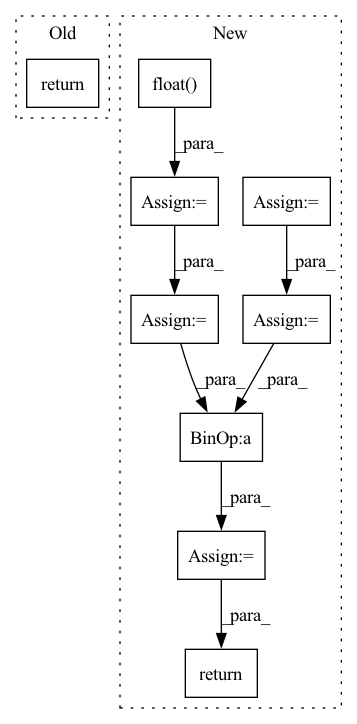 Old
New
return
float()
_para_
Assign:=
Assign:=
_para_
_para_
Assign:=
Assign:=
_para_
_para_
BinOp:a
_para_
Assign:=
_para_
return